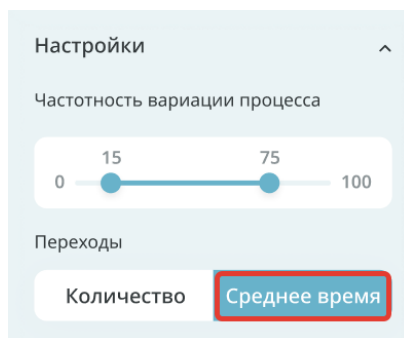 Настройки
Частотность вариации процесса
15 75
0 100
Переходы
Количество Среднее время